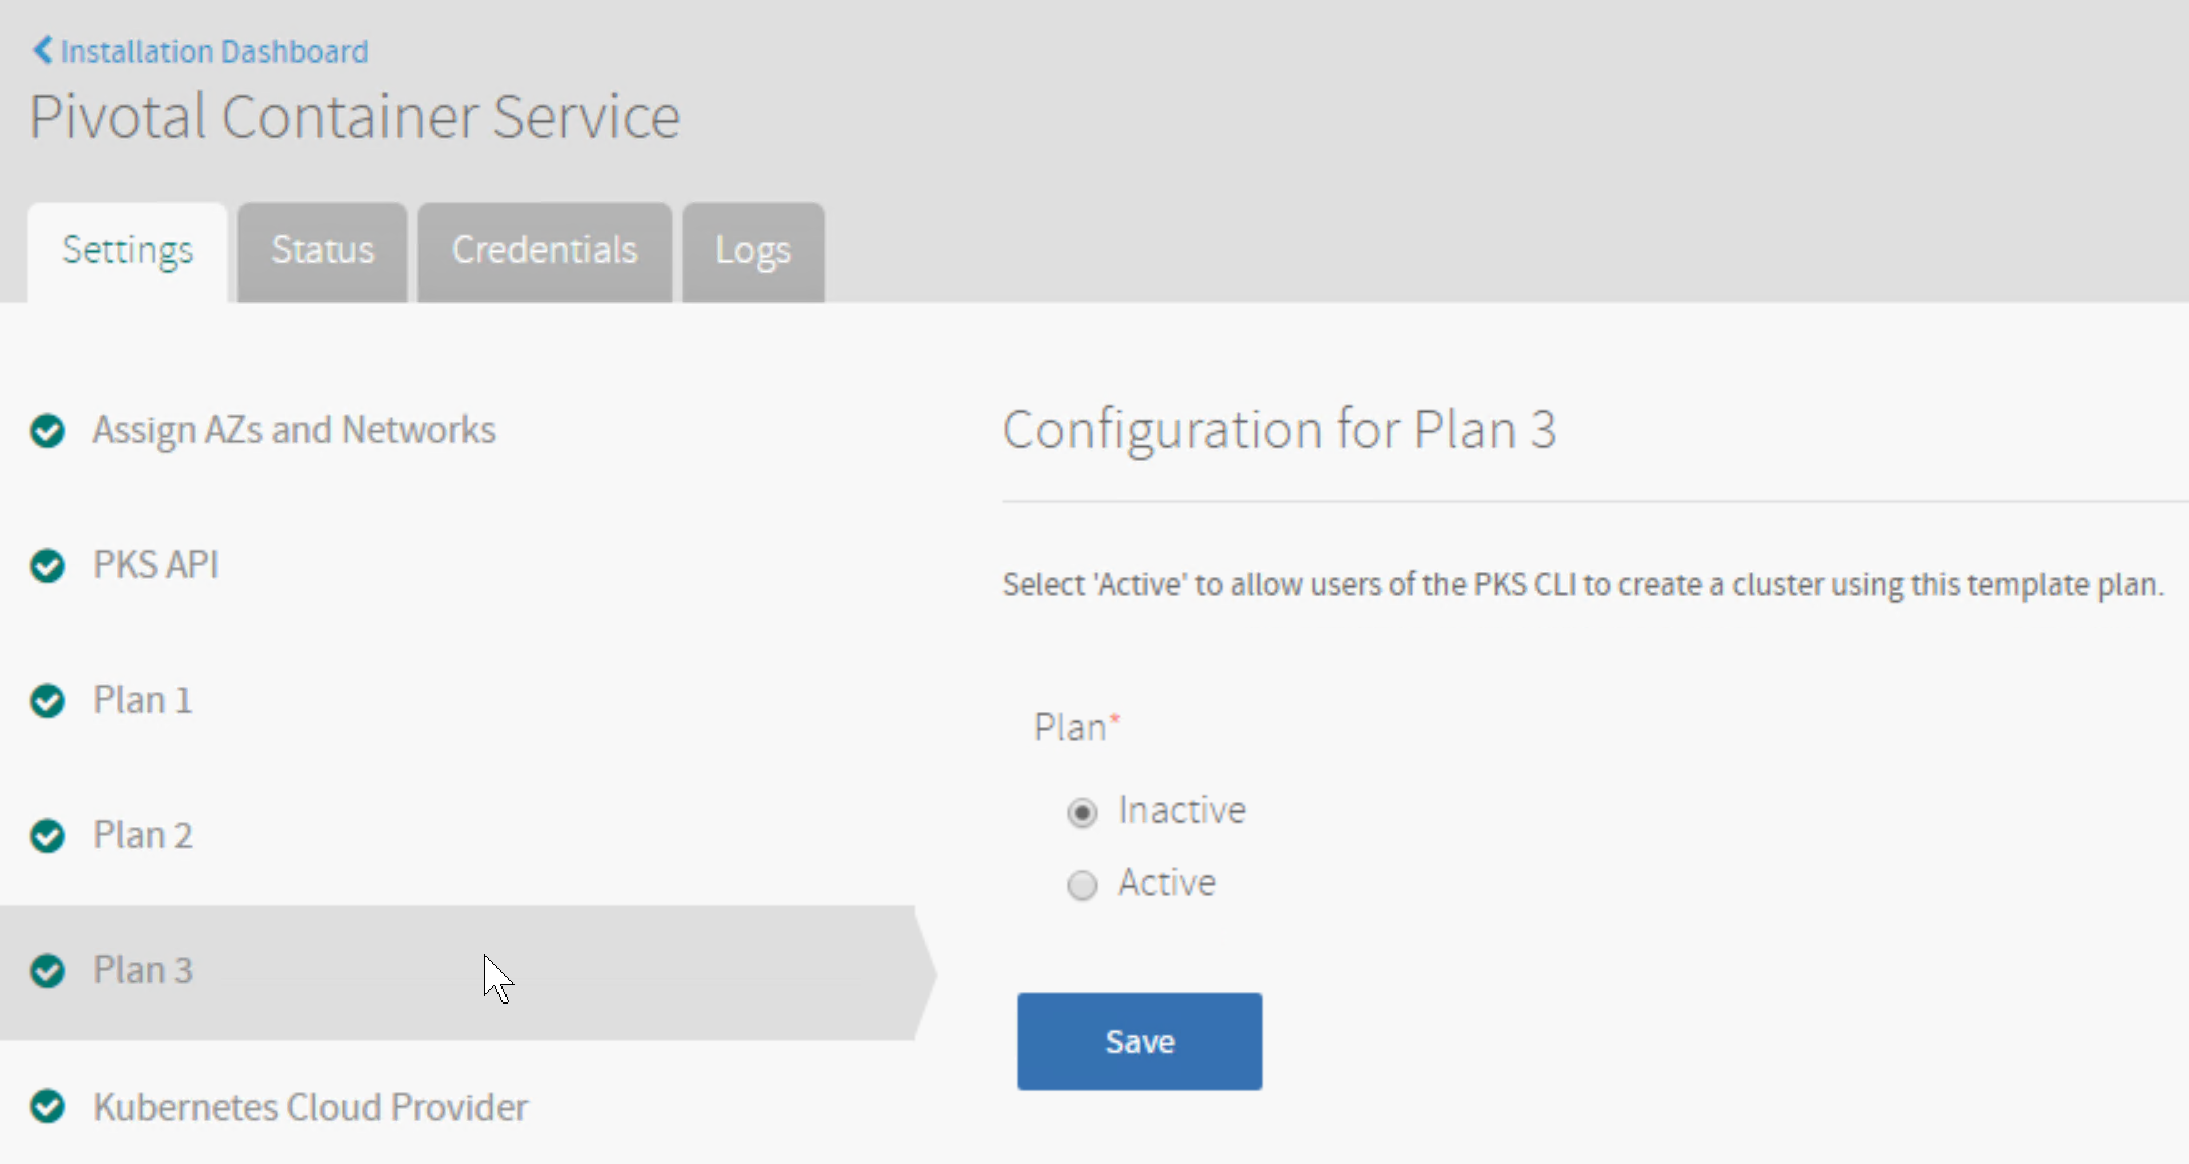 Installation Dashboard
Pivotal Container Service
Settings
Status
Credentials
Logs
Assign AZs and Networks
PKS API
Plan 1
Plan 2
Plan 3
Kubernetes Cloud Provider
Configuration for Plan 3
Select 'Active' to allow users of the PKS CLI to create a cluster using this template plan.
Plan*
Inactive
Active
Save